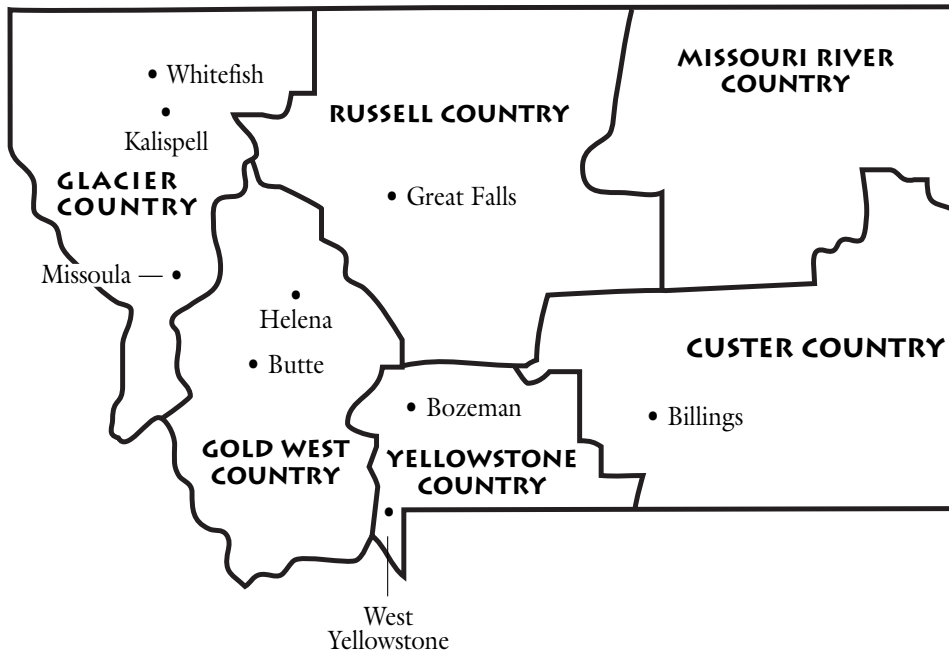 MISSOURI RIVER
COUNTRY
Whitefish
RUSSELL COUNTRY
Kalispell
GLACIER
COUNTRY
Great Falls
Missoula
Helena
CUSTER COUNTRY
Butte
Bozeman
Billings
GOLD WEST
COUNTRY
YELLOWSTONE
COUNTRY
West
Yellowstone